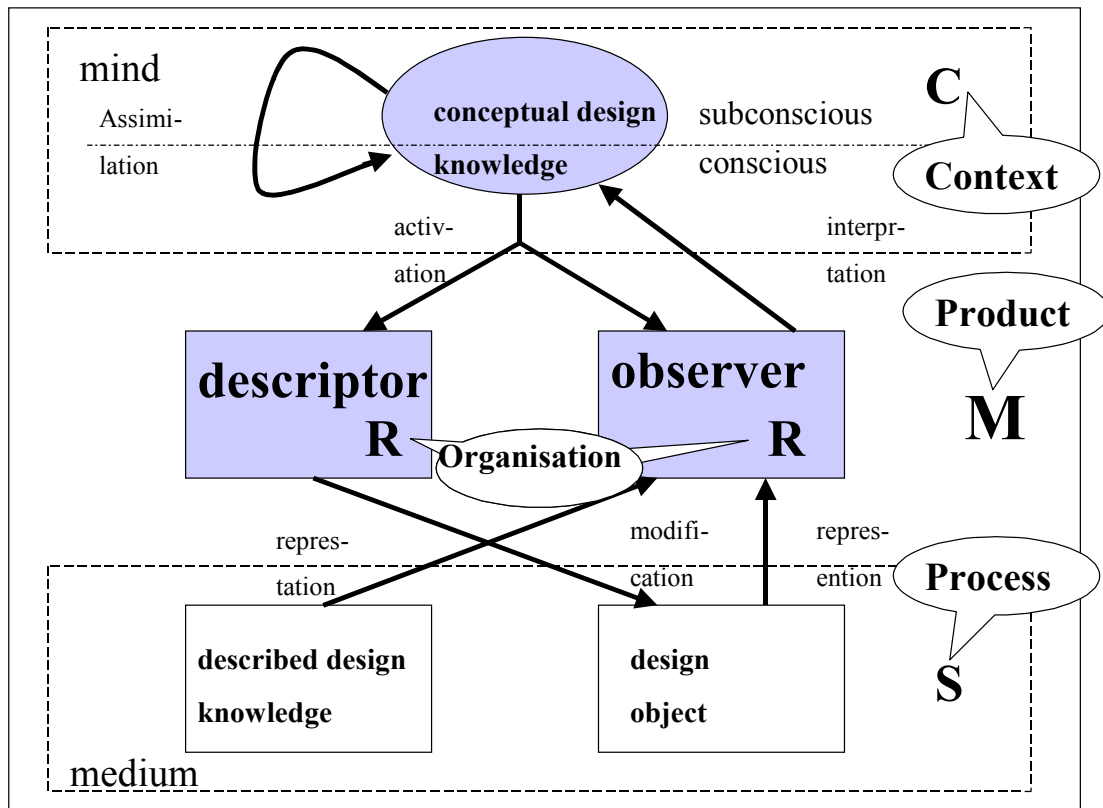 mind
Assimi-
lation
conceptual design
knowledge
subconscious
conscious
C
Context
activ-
ation
interpr-
tation
Product
M
descriptor
R
observer
R
Organisation
repres-
tation
modifi-
cation
repres-
ention
Process
S
described design
knowledge
design
object
medium